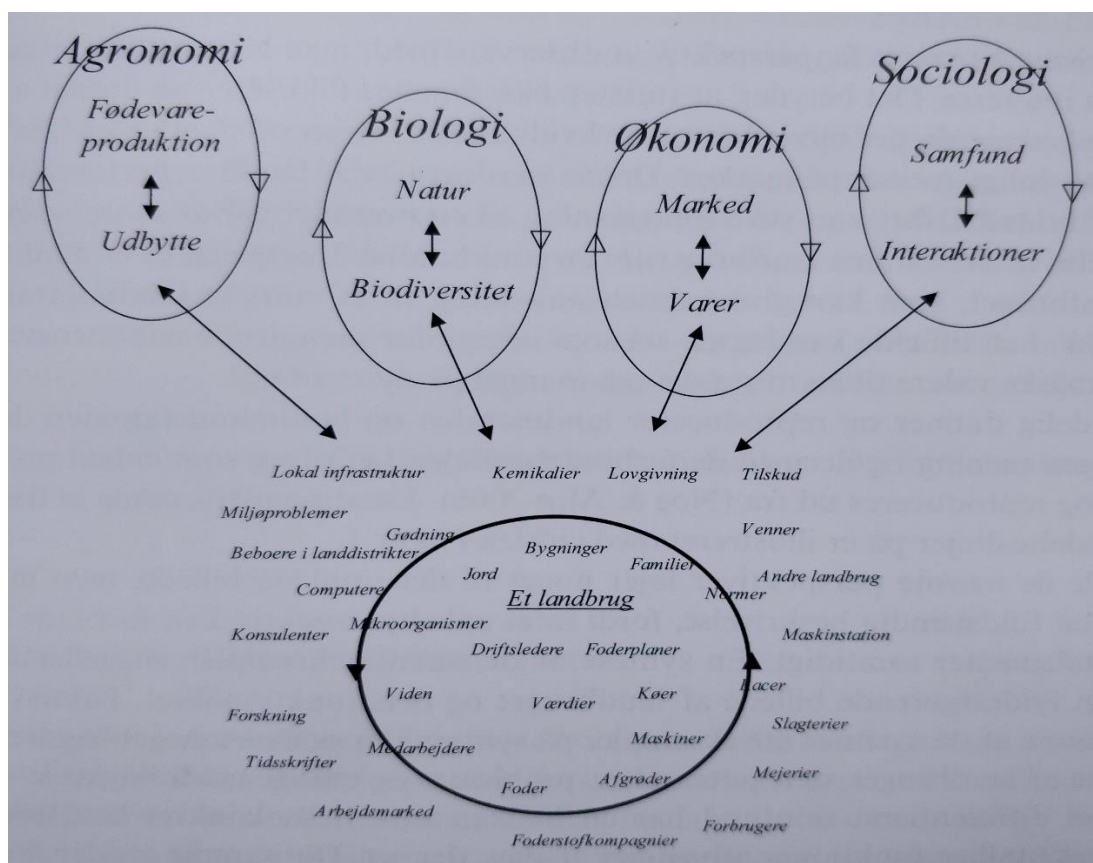 Agronomi
Fødevare-
produktion
Udbytte
Biologi
Natur
Biodiversitet
Økonomi
Marked
Varer
Sociologi
Samfund
Interaktioner
Lokal infrastruktur
Kemikalier
Lovgivning
Tilskud
Miljøproblemer
Gødning
Venner
Beboere i landdistrikter
Bygninger
Familier
Jord
Andre landbrug
Computere
Et landbrug
Normer
Mikroorganismer
Konsulenter
Driftsledere
Foderplaner
Maskinstation
Viden
Køer
Racer
Værdier
Forskning
Slagterier
Medarbejdere
Maskiner
Tidsskrifter
Foder
Afgrøder
Mejerier
Arbejdsmarked
Forbrugere
Foderstofkompagnier